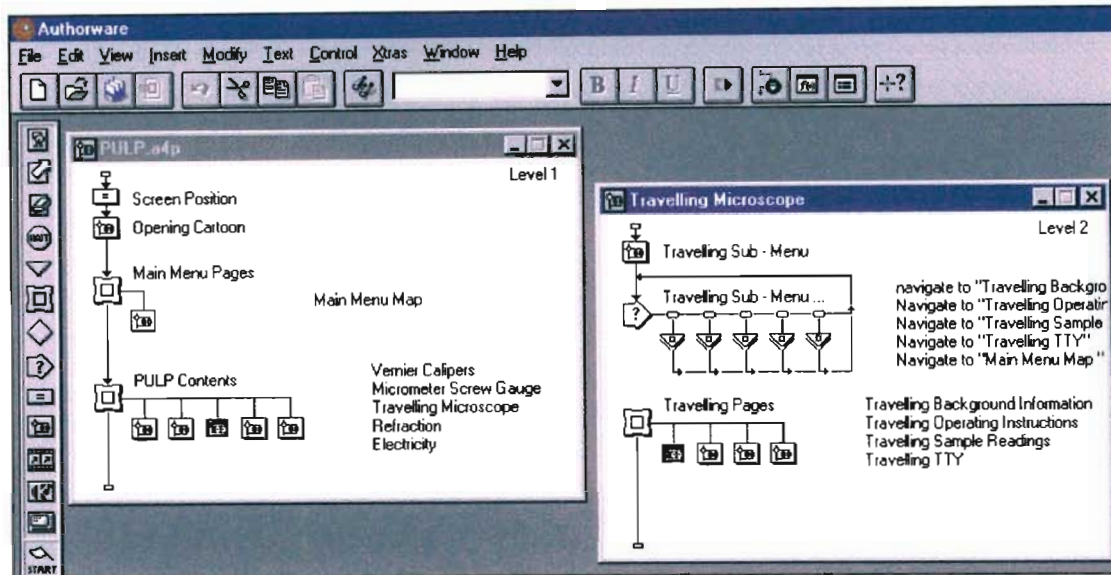 Authorware
File Edit View Insert Modify Text Control Xtras Window Help
B I U
PULP.a4p
Level 1
Screen Position
Opening Cartoon
Main Menu Pages
Main Menu Map
PULP Contents
Vernier Calipers
Micrometer Screw Gauge
Travelling Microscope
Refraction
Electricity
Travelling Microscope
Level 2
Travelling Sub - Menu
Travelling Sub - Menu ...
navigate to "Travelling Backgro
Navigate to "Travelling Operatin
Navigate to "Travelling Sample
Navigate to "Travelling TTY"
Navigate to "Main Menu Map "
Travelling Pages
Travelling Background Information
Travelling Operating Instructions
Travelling Sample Readings
Travelling TTY
WAIT
START